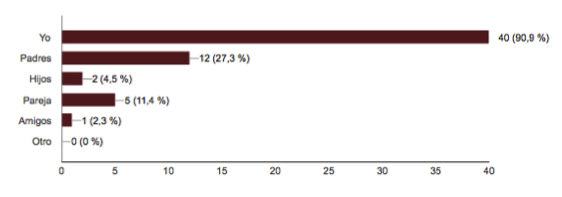 Yo 40 (90,9 %)
Padres 12 (27,3 %)
Hijos 2 (4,5 %)
Pareja 5 (11,4 %)
Amigos 1 (2,3 %)
Otro 0 (0 %)
0 5 10 15 20 25 30 35 40